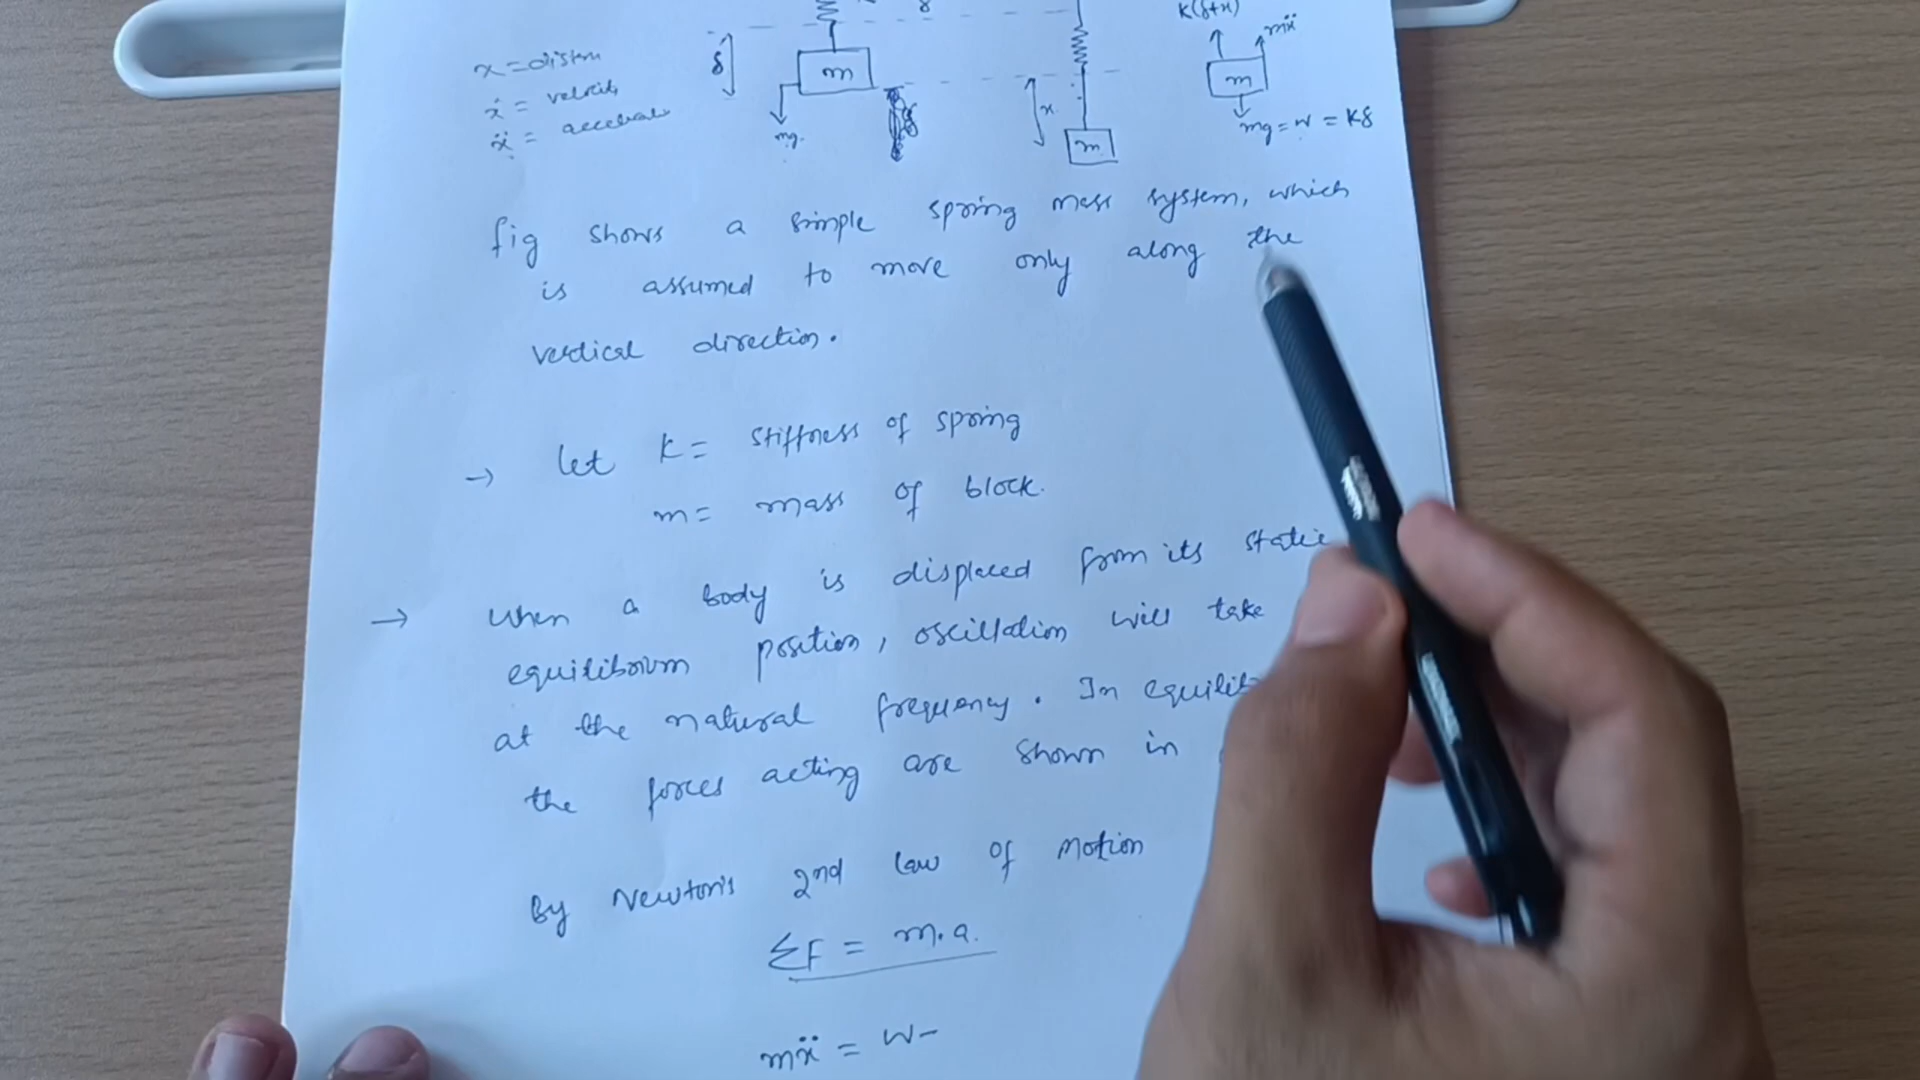 k(δ+x)
mẍ
δ
x = distan
ẋ = velocity
ẍ =
δ
m
mg.
x
m
m
mg = w = kδ
fig shows a simple spring mass system, which
is assumed to move only along the
vertical direction.
→ let k = stiffness of spring
m = mass of block.
→ when a body is displaced from its static
equilibrium position, oscillation will take
at the natural frequency. In equilib
the forces acting are shown in
By Newton's 2nd law of motion
ΣF = m.a.
mẍ = w-